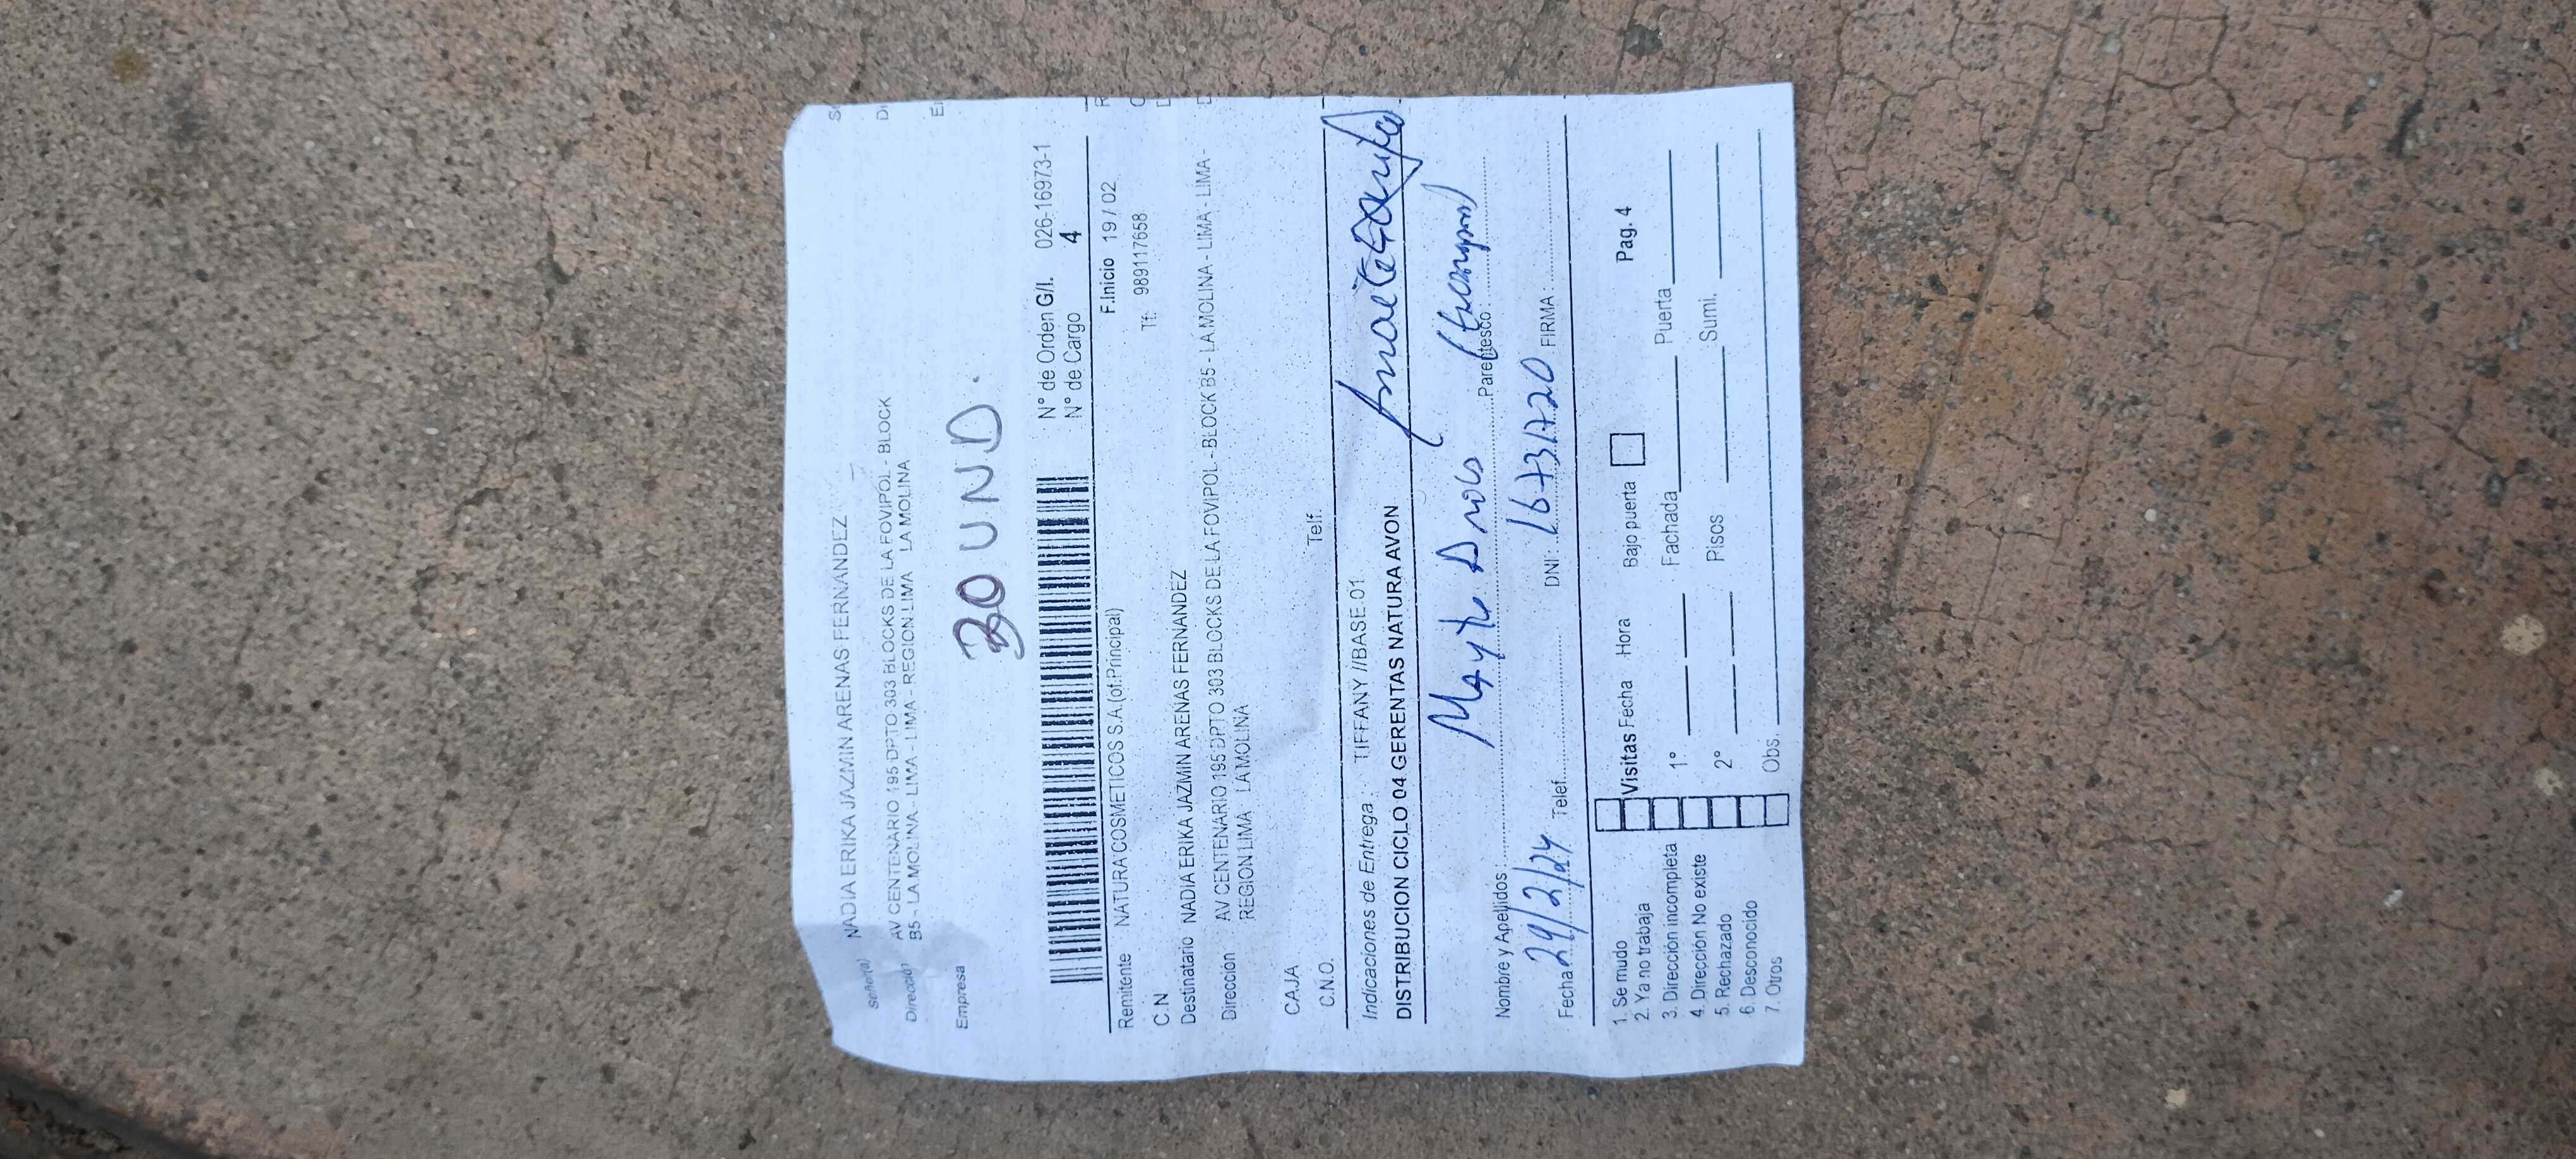 Señor(a) NADIA ERIKA JAZMIN ARENAS FERNANDEZ
Dirección AV CENTENARIO 195 DPTO 303 BLOCKS DE LA FOVIPOL - BLOCK
B5 - LA MOLINA - LIMA - LIMA - REGION LIMA LA MOLINA
Empresa
30 UND.
N° de Orden G/I. 026-16973-1
N° de Cargo 4
Remitente NATURA COSMETICOS S.A.(of.Principal) F.Inicio 19 / 02
C.N Tf. 989117658
Destinatario NADIA ERIKA JAZMIN ARENAS FERNANDEZ
Dirección AV CENTENARIO 195 DPTO 303 BLOCKS DE LA FOVIPOL - BLOCK B5 - LA MOLINA - LIMA - LIMA -
REGION LIMA LA MOLINA
CAJA
C.N.O. Telf.
Indicaciones de Entrega : TIFFANY //BASE 01
DISTRIBUCION CICLO 04 GERENTAS NATURA AVON
Nombre y Apellidos : Parentesco :
Fecha Telef. DNI: FIRMA :
1. Se mudo
2. Ya no trabaja
3. Dirección incompleta
4. Dirección No existe
5. Rechazado
6. Desconocido
7. Otros
Visitas Fecha Hora Bajo puerta Pag. 4
1° Fachada Puerta
2° Pisos Sumi.
Obs.